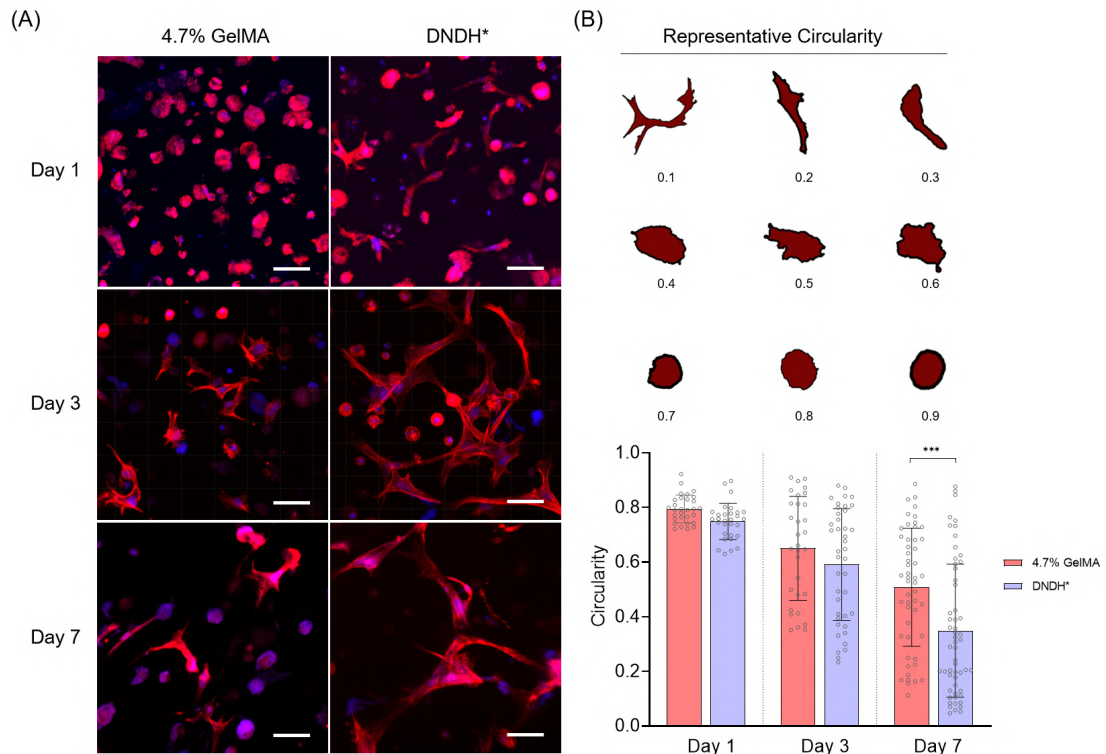 (A)
4.7% GelMA
DNDH*
Day 1
Day 3
Day 7
(B)
Representative Circularity
0.1
0.2
0.3
0.4
0.5
0.6
0.7
0.8
0.9
Circularity
1.0
0.8
0.6
0.4
0.2
0.0
***
4.7% GelMA
DNDH*
Day 1
Day 3
Day 7